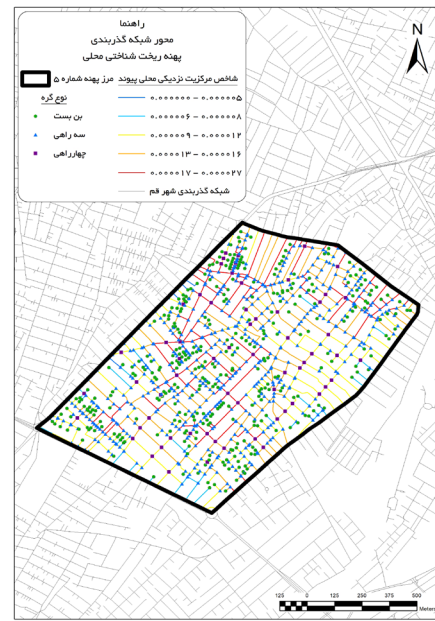 راهنما
محور شبکه گذربندی
پهنه ریخت شناختی محلی
شاخص مرکزیت نزدیکی محلی پیوند مرز پهنه شماره ۵
نوع گره
۰.۰۰۰۰۰۰ - ۰.۰۰۰۰۰۵
بن بست
۰.۰۰۰۰۰۶ - ۰.۰۰۰۰۰۸
سه راهی
۰.۰۰۰۰۰۹ - ۰.۰۰۰۰۱۲
چهارراهی
۰.۰۰۰۰۱۳ - ۰.۰۰۰۰۱۶
۰.۰۰۰۰۱۷ - ۰.۰۰۰۰۲۷
شبکه گذربندی شهر قم
N
125 0 125 250 375 500
Meters